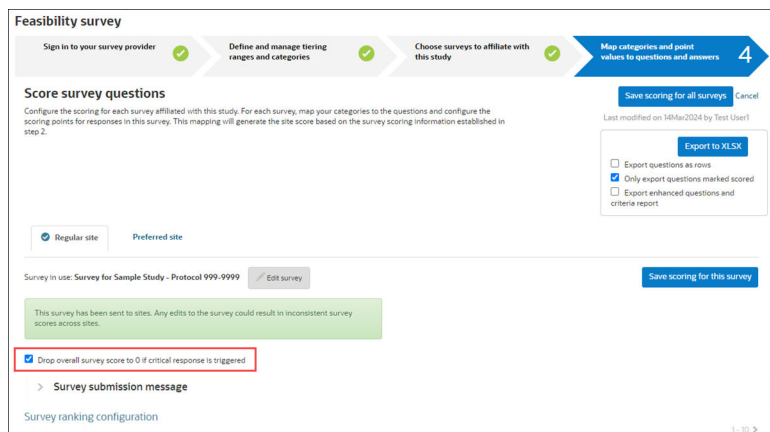 Feasibility survey
Sign in to your survey provider
Define and manage tiering
ranges and categories
Choose surveys to affiliate with
this study
Map categories and point
values to questions and answers
4
Score survey questions
Configure the scoring for each survey affiliated with this study. For each survey, map your categories to the questions and configure the
scoring points for responses in this survey. This mapping will generate the site score based on the survey scoring information established in
step 2.
Save scoring for all surveys Cancel
Last modified on 14Mar2024 by Test User1
Export to XLSX
Export questions as rows
Only export questions marked scored
Export enhanced questions and
criteria report
Regular site
Preferred site
Survey in use: Survey for Sample Study - Protocol 999-9999
Edit survey
Save scoring for this survey
This survey has been sent to sites. Any edits to the survey could result in inconsistent survey
scores across sites.
Drop overall survey score to 0 if critical response is triggered
> Survey submission message
Survey ranking configuration
1 - 10 >